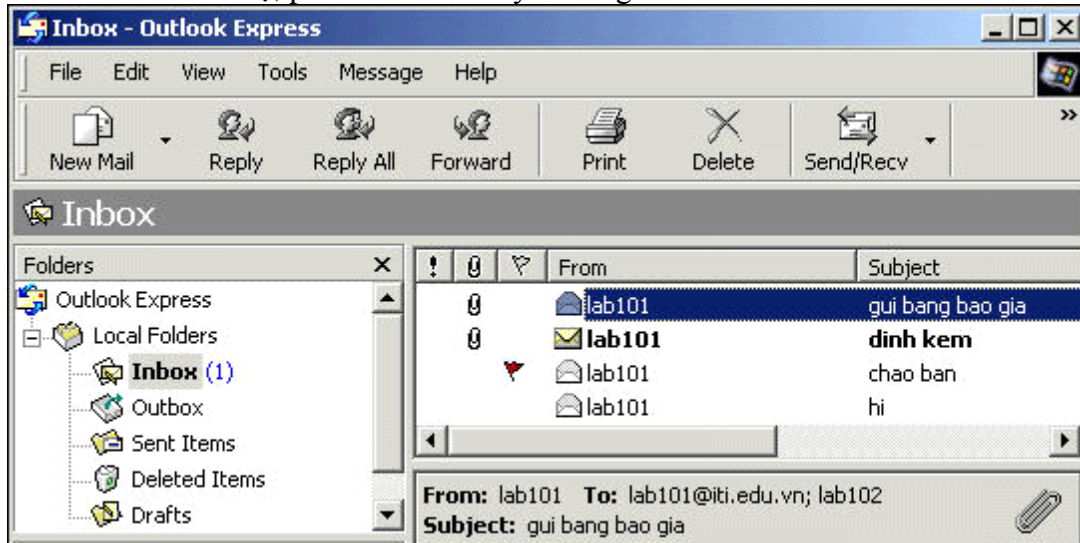 Inbox - Outlook Express
File Edit View Tools Message Help
New Mail Reply Reply All Forward Print Delete Send/Recv »
Inbox
Folders
Outlook Express
Local Folders
Inbox (1)
Outbox
Sent Items
Deleted Items
Drafts
! From Subject
lab101 gui bang bao gia
lab101 dinh kem
lab101 chao ban
lab101 hi
From: lab101 To: lab101@iti.edu.vn; lab102
Subject: gui bang bao gia